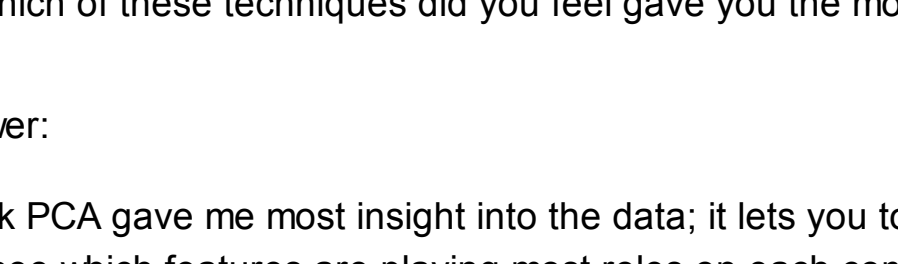 which of these techniques did you feel gave you the mo
wer:
k PCA gave me most insight into the data; it lets you to
see which features are playing most roles on each com